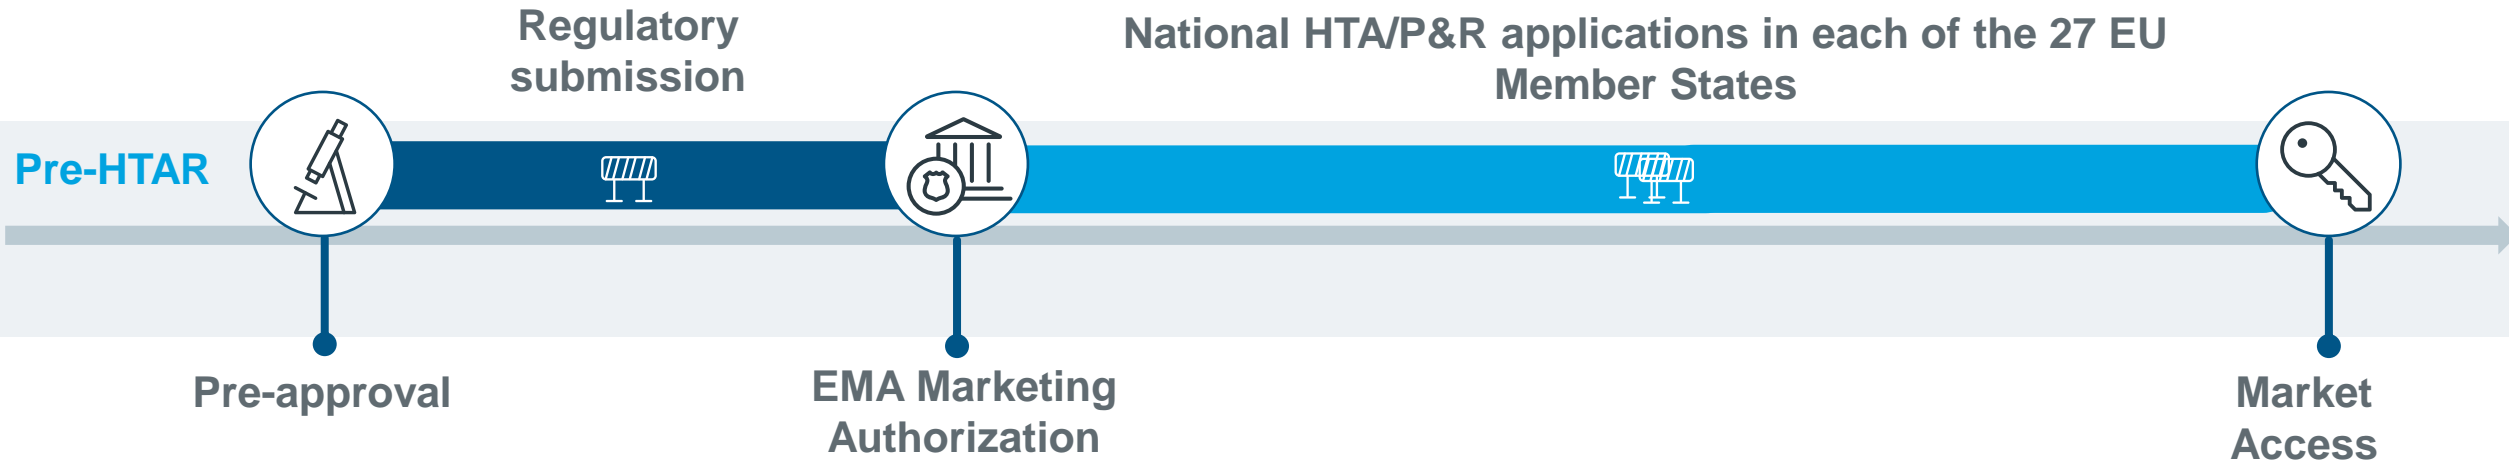 Regulatory
submission
National HTA/P&R applications in each of the 27 EU
Member States
Pre-HTAR
Pre-approval
EMA Marketing
Authorization
Market
Access